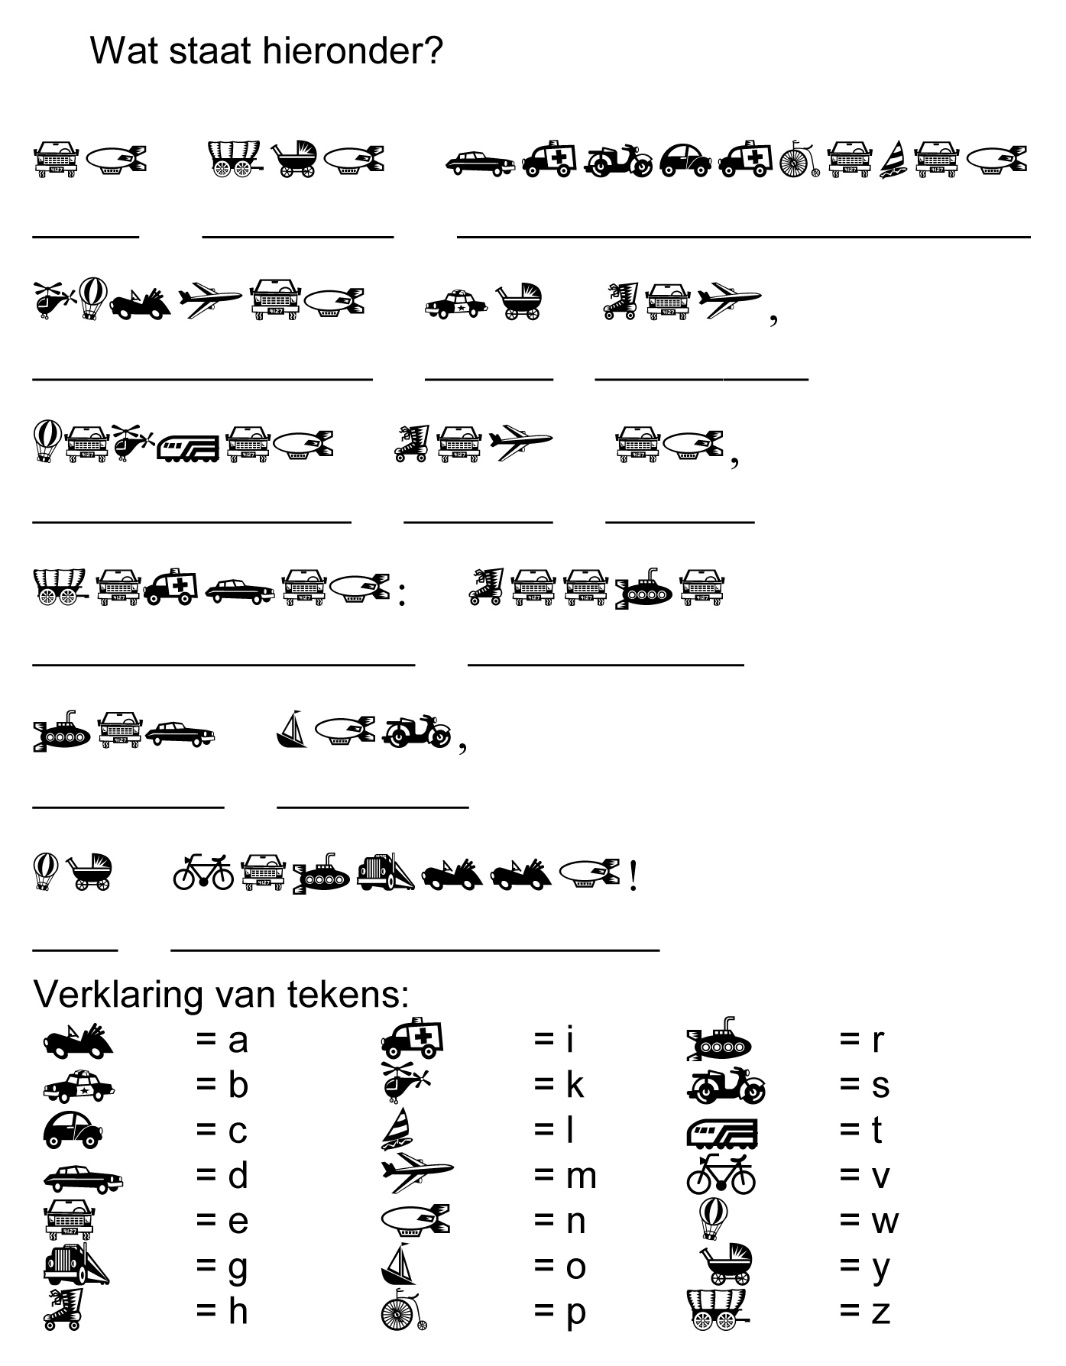 Wat staat hieronder?
,
,
:
,
!
Verklaring van tekens:
= a = i = r
= b = k = s
= c = l = t
= d = m = v
= e = n = w
= g = o = y
= h = p = z